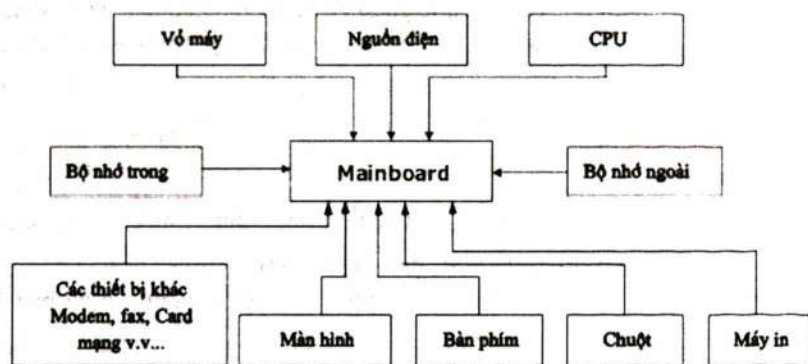 Vỏ máy
Nguồn điện
CPU
Bộ nhớ trong
Mainboard
Bộ nhớ ngoài
Các thiết bị khác
Modem, fax, Card
mạng v.v...
Màn hình
Bàn phím
Chuột
Máy in